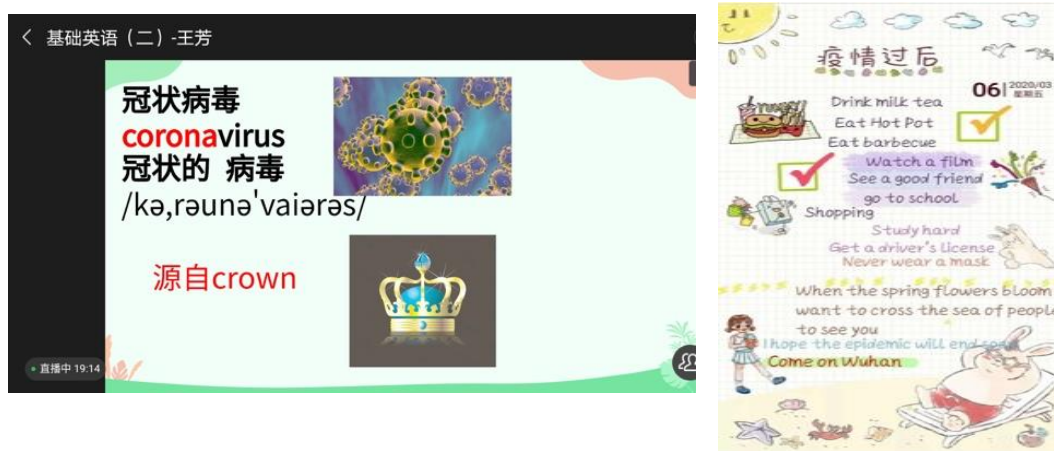 基础英语（二）-王芳
冠状病毒
coronavirus
冠状的 病毒
/kə,rəunə'vaiərəs/
源自crown
直播中 19:14
疫情过后
06 2020/03
星期五
Drink milk tea
Eat Hot Pot
Eat barbecue
Watch a film
See a good friend
go to school
Shopping
Study hard
Get a driver's license
Never wear a mask
When the spring flowers bloom
want to cross the sea of people
to see you
I hope the epidemic will end soon
Come on Wuhan